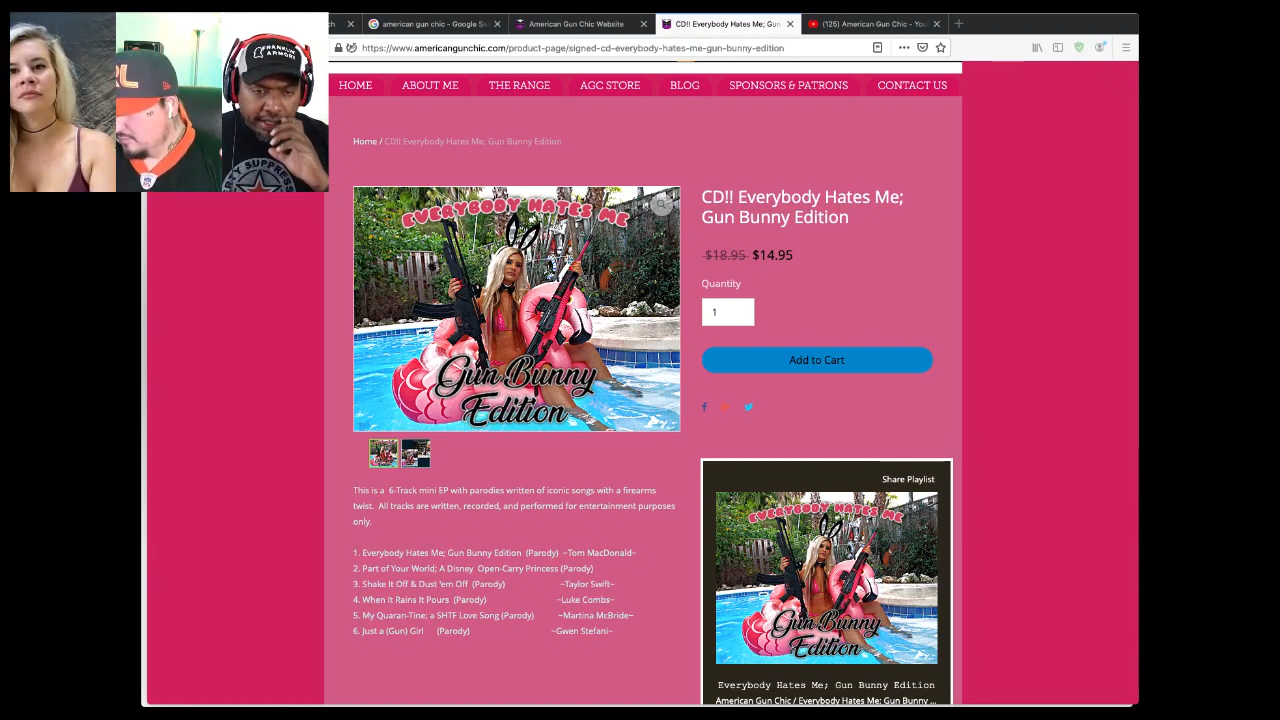 american gun chic - Google Se
American Gun Chic Website
CD!! Everybody Hates Me; Gun
(125) American Gun Chic - You
https://www.americangunchic.com/product-page/signed-cd-everybody-hates-me-gun-bunny-edition
FRANKLIN
ARMORY
HOME
ABOUT ME
THE RANGE
AGC STORE
BLOG
SPONSORS & PATRONS
CONTACT US
Home / CD!! Everybody Hates Me; Gun Bunny Edition
EVERYBODY HATES ME
Gun Bunny
Edition
CD!! Everybody Hates Me;
Gun Bunny Edition
$18.95 $14.95
Quantity
1
Add to Cart
This is a 6-Track mini EP with parodies written of iconic songs with a firearms
twist. All tracks are written, recorded, and performed for entertainment purposes
only.
1. Everybody Hates Me; Gun Bunny Edition (Parody) ~Tom MacDonald~
2. Part of Your World; A Disney Open-Carry Princess (Parody)
3. Shake It Off & Dust 'em Off (Parody) ~Taylor Swift~
4. When It Rains It Pours (Parody) ~Luke Combs~
5. My Quaran-Tine; a SHTF Love Song (Parody) ~Martina McBride~
6. Just a (Gun) Girl (Parody) ~Gwen Stefani~
Share Playlist
EVERYBODY HATES ME
Gun Bunny
Edition
Everybody Hates Me; Gun Bunny Edition
American Gun Chic / Everybody Hates Me; Gun Bunny ...